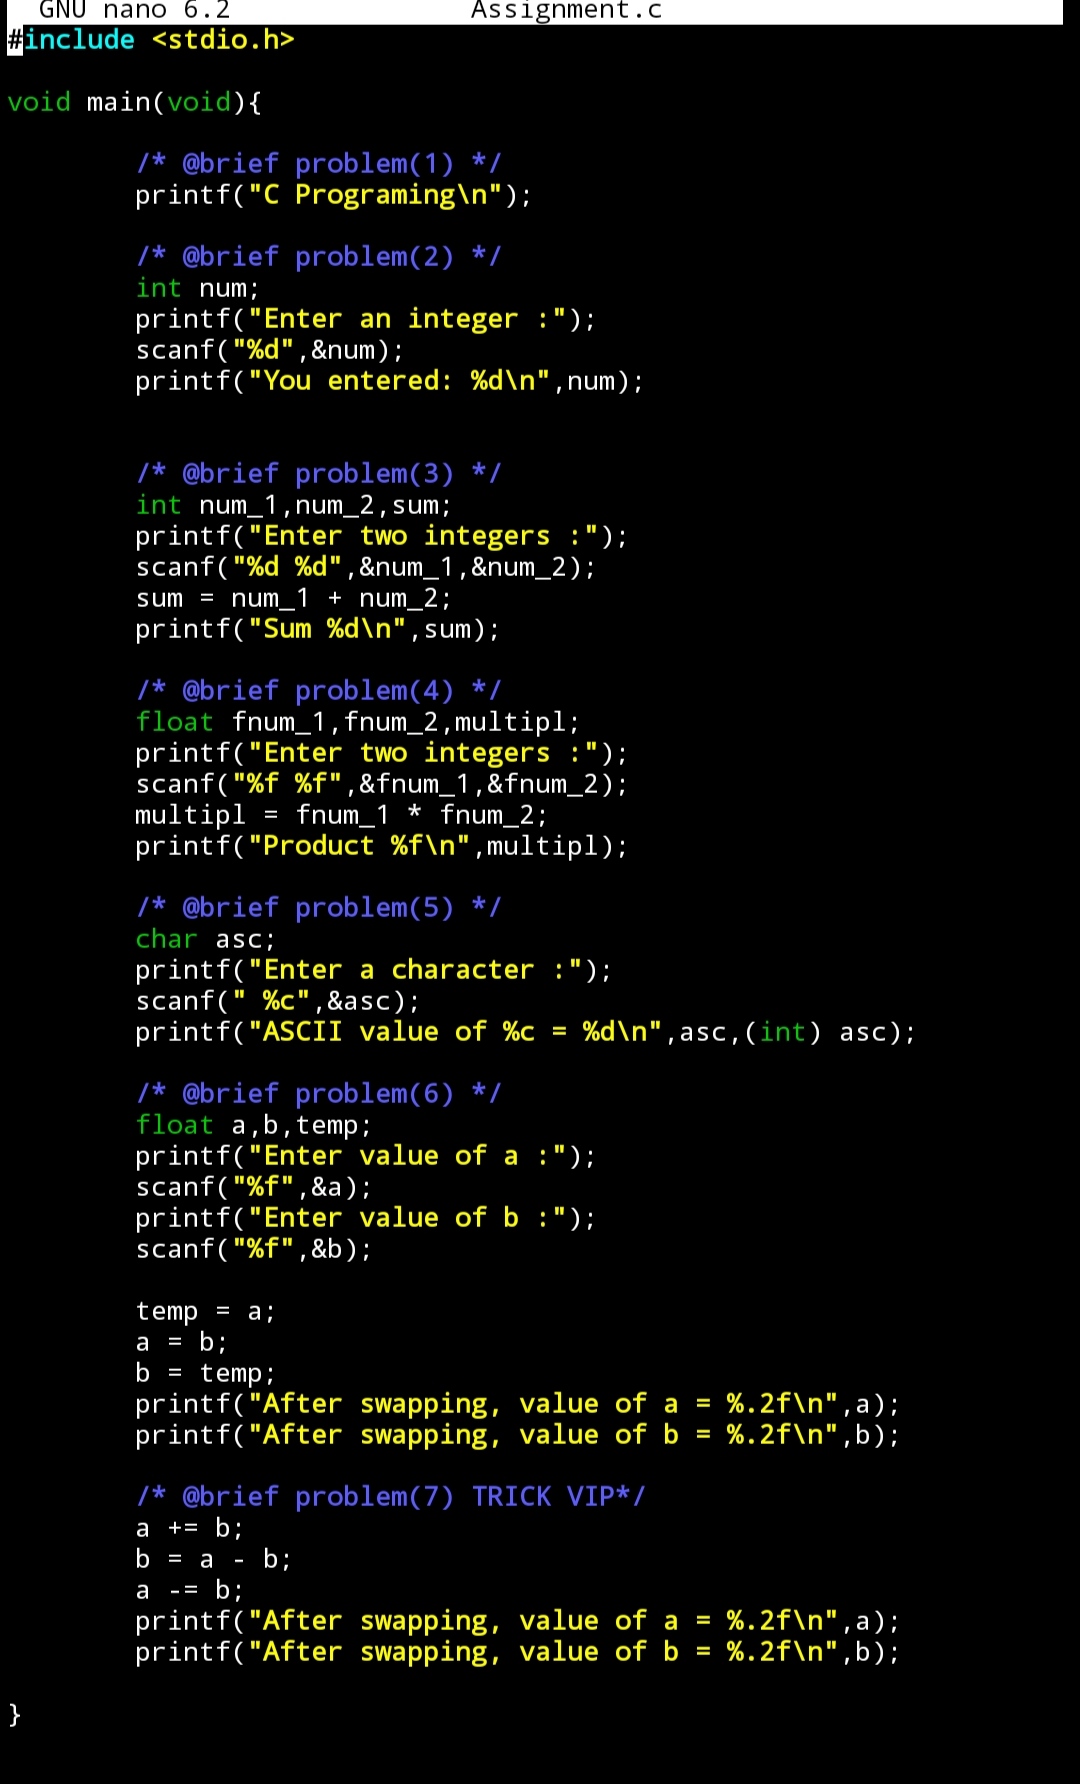 GNU nano 6.2 Assignment.c
#include <stdio.h>
void main(void){
/* @brief problem(1) */
printf("C Programing\n");
/* @brief problem(2) */
int num;
printf("Enter an integer :");
scanf("%d",&num);
printf("You entered: %d\n",num);
/* @brief problem(3) */
int num_1,num_2,sum;
printf("Enter two integers :");
scanf("%d %d",&num_1,&num_2);
sum = num_1 + num_2;
printf("Sum %d\n",sum);
/* @brief problem(4) */
float fnum_1,fnum_2,multipl;
printf("Enter two integers :");
scanf("%f %f",&fnum_1,&fnum_2);
multipl = fnum_1 * fnum_2;
printf("Product %f\n",multipl);
/* @brief problem(5) */
char asc;
printf("Enter a character :");
scanf(" %c",&asc);
printf("ASCII value of %c = %d\n",asc,(int) asc);
/* @brief problem(6) */
float a,b,temp;
printf("Enter value of a :");
scanf("%f",&a);
printf("Enter value of b :");
scanf("%f",&b);
temp = a;
a = b;
b = temp;
printf("After swapping, value of a = %.2f\n",a);
printf("After swapping, value of b = %.2f\n",b);
/* @brief problem(7) TRICK VIP*/
a += b;
b = a - b;
a -= b;
printf("After swapping, value of a = %.2f\n",a);
printf("After swapping, value of b = %.2f\n",b);
}